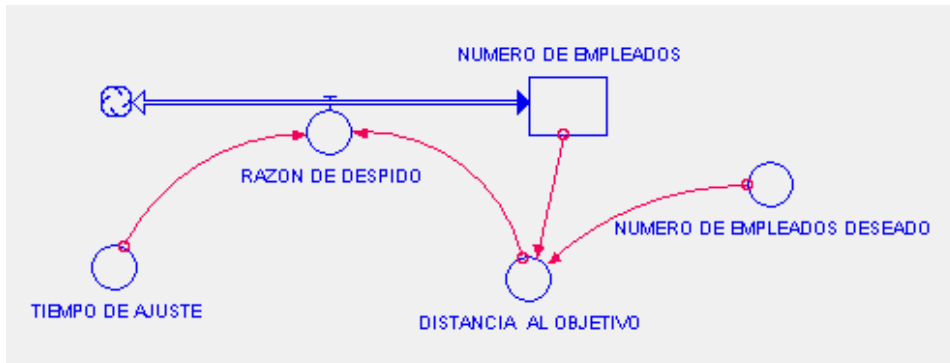 NUMERO DE EMPLEADOS
RAZON DE DESPIDO
NUMERO DE EMPLEADOS DESEADO
TIEMPO DE AJUSTE
DISTANCIA AL OBJETIVO